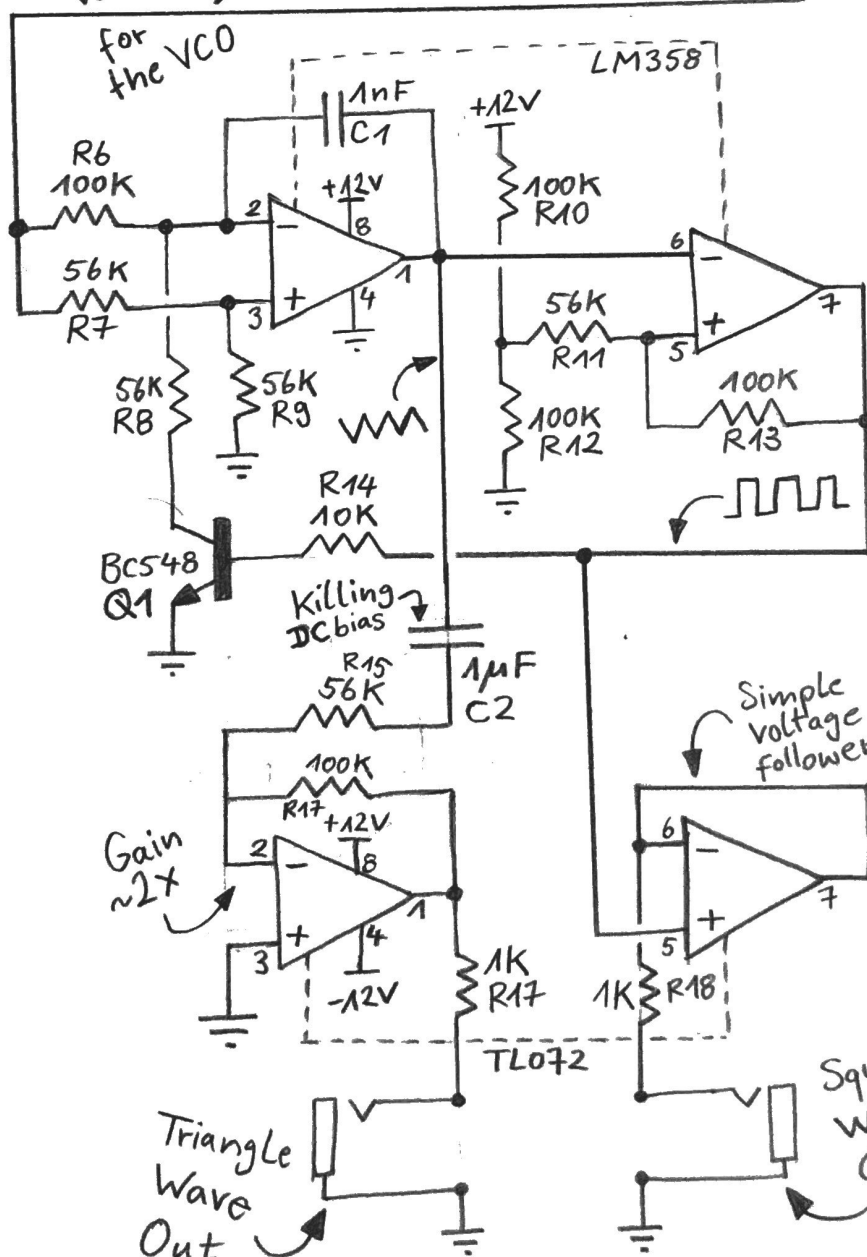 for
the VCO
LM358
1nF
C1
+12V
R6
100K
+12V
100K
R10
2
8
−
6
−
56K
1
56K
7
+
4
+
R7
3
R11
5
56K
R8
56K
R9
100K
R12
100K
R13
R14
10K
BC548
Q1
Killing
DC bias
R15
56K
1µF
C2
Simple
voltage
follower
100K
R17
+12V
Gain
~2x
2
8
−
6
−
1
7
+
4
+
3
5
-12V
1K
R17
1K
R18
TL072
Triangle
Wave
Out